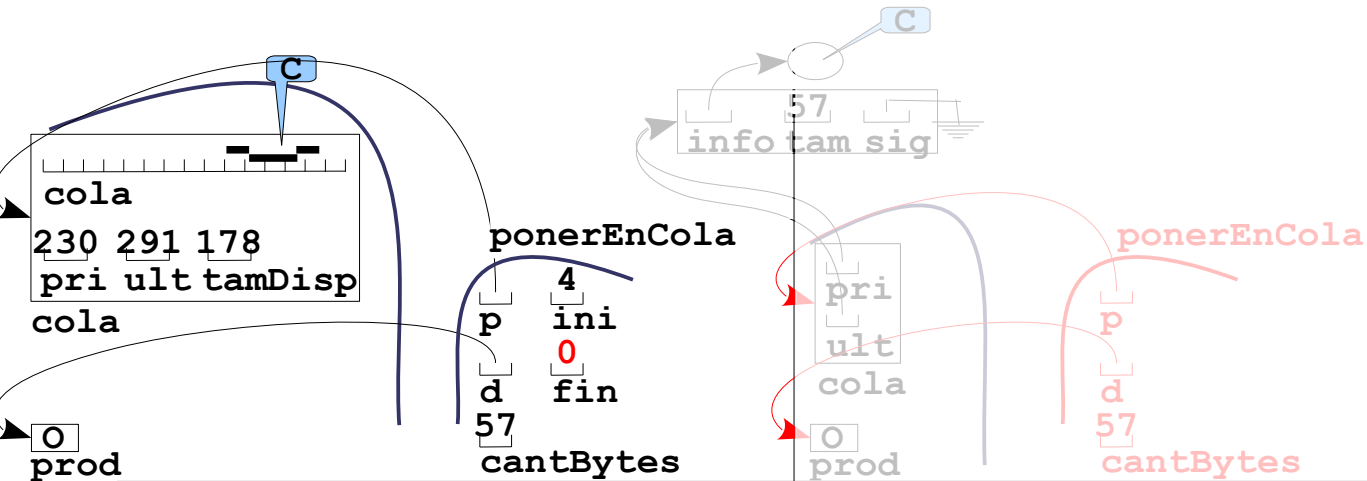 C
cola
230 291 178
pri ult tamDisp
cola
ponerEnCola
4
p ini
0
d fin
57
cantBytes
O
prod
C
57
info tam sig
pri
ult
cola
ponerEnCola
p
d
57
cantBytes
O
prod